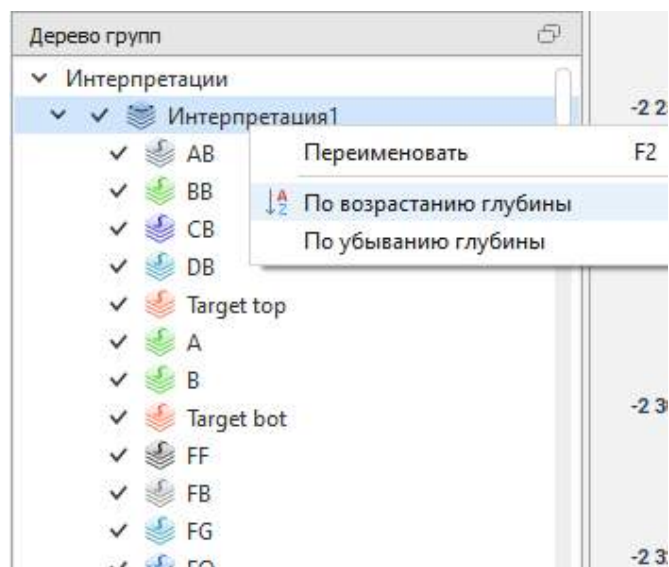 Дерево групп
Интерпретации
Интерпретация1
AB
Переименовать F2
BB
По возрастанию глубины
CB
По убыванию глубины
DB
Target top
A
B
Target bot
FF
FB
FG